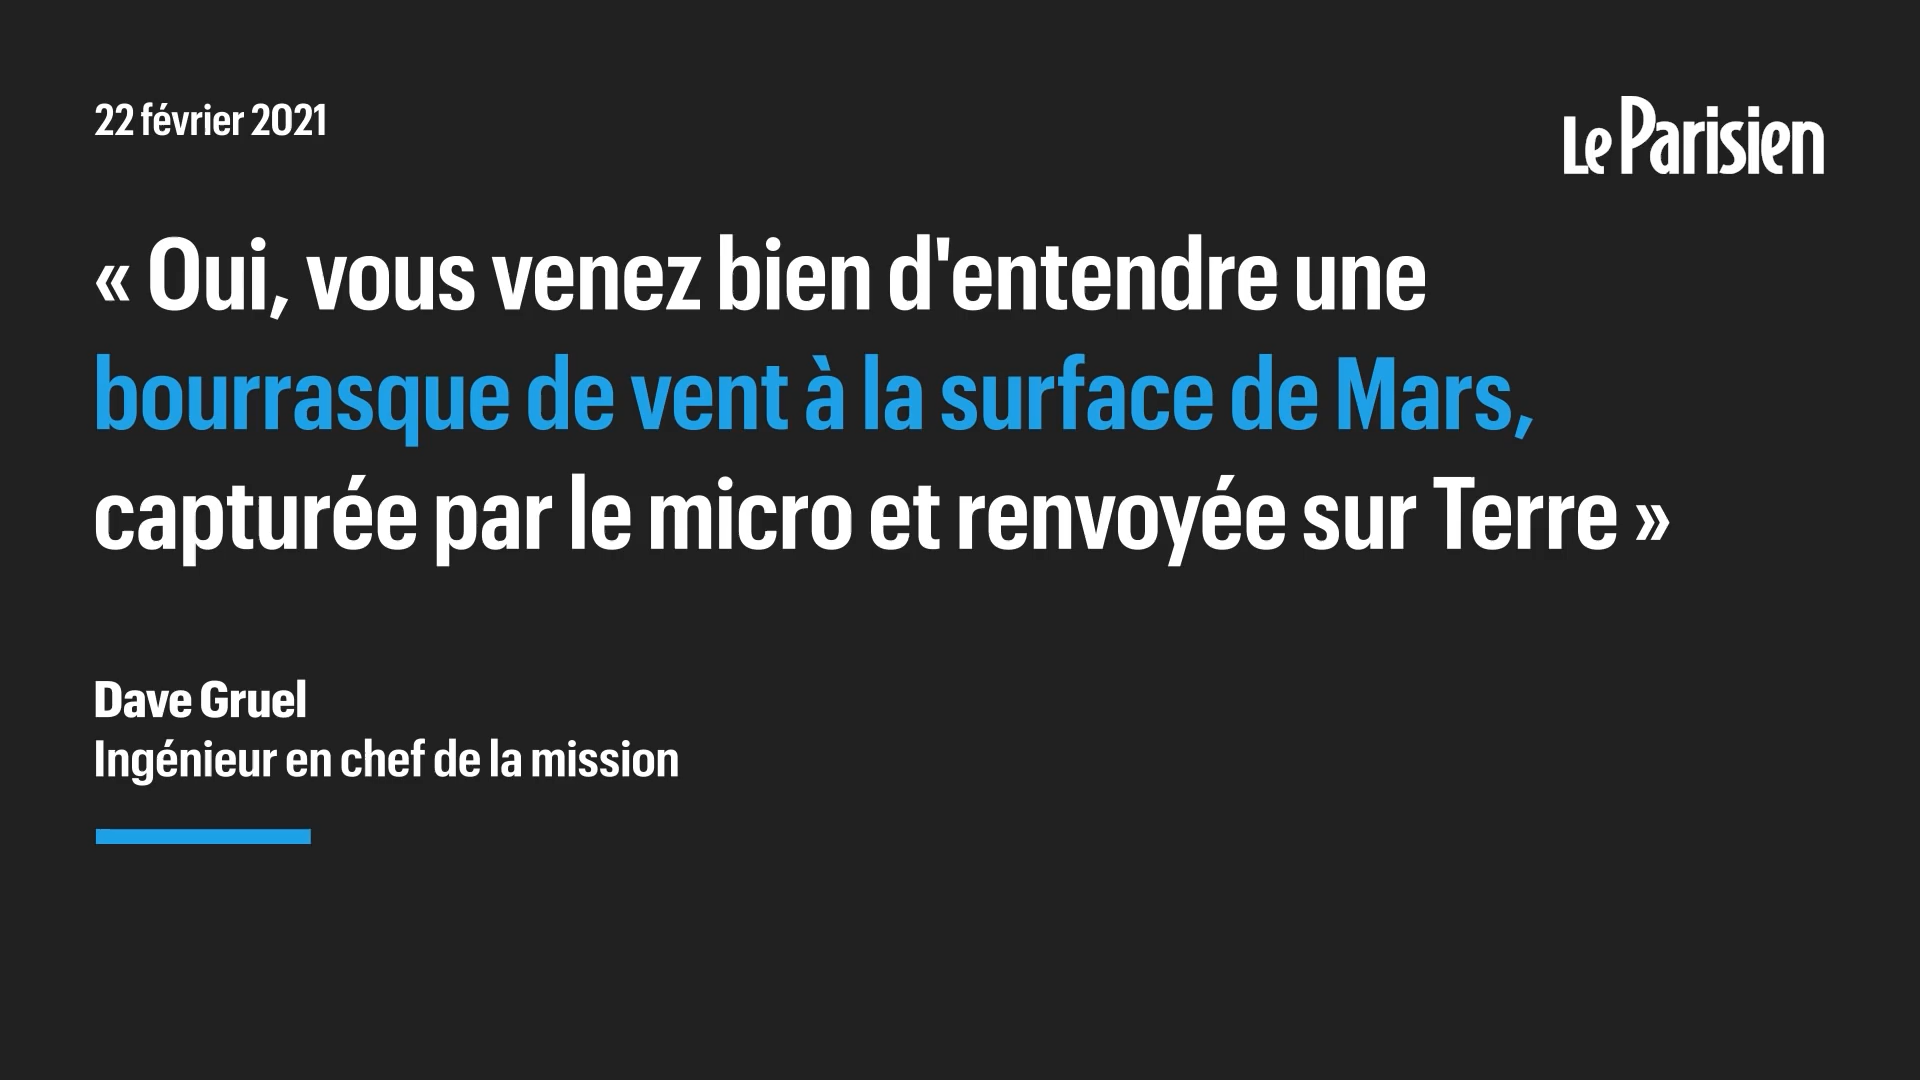 22 février 2021
Le Parisien
« Oui, vous venez bien d'entendre une
bourrasque de vent à la surface de Mars,
capturée par le micro et renvoyée sur Terre »
Dave Gruel
Ingénieur en chef de la mission